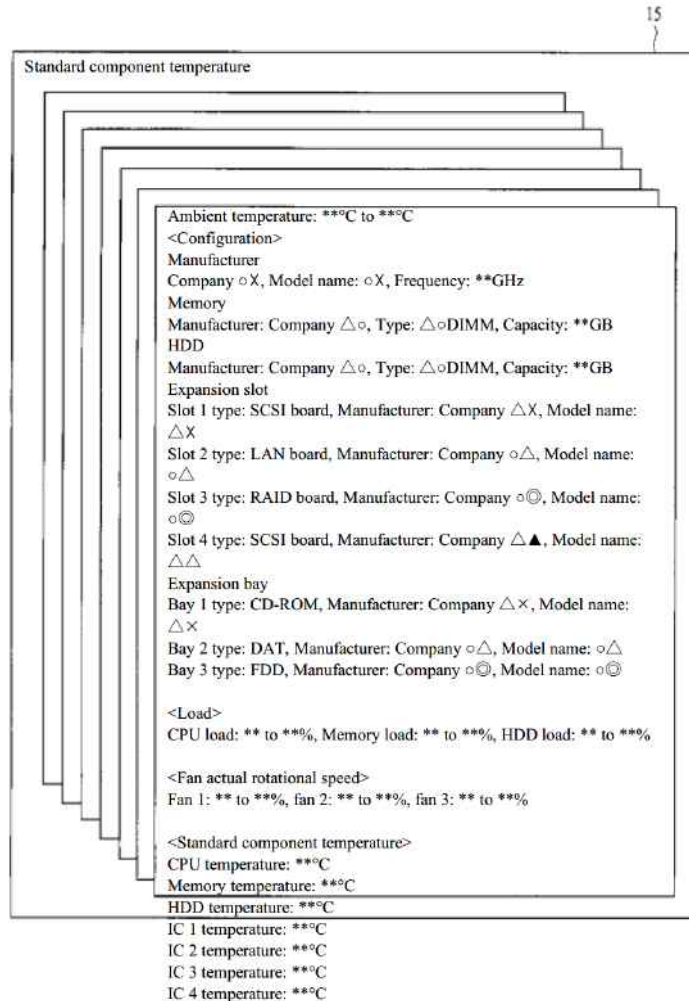 15
Standard component temperature
Ambient temperature: **°C to **°C
<Configuration>
Manufacturer
Company ○X, Model name: ○X, Frequency: **GHz
Memory
Manufacturer: Company △○, Type: △○DIMM, Capacity: **GB
HDD
Manufacturer: Company △○, Type: △○DIMM, Capacity: **GB
Expansion slot
Slot 1 type: SCSI board, Manufacturer: Company △X, Model name:
△X
Slot 2 type: LAN board, Manufacturer: Company ○△, Model name:
○△
Slot 3 type: RAID board, Manufacturer: Company ○◎, Model name:
○◎
Slot 4 type: SCSI board, Manufacturer: Company △▲, Model name:
△△
Expansion bay
Bay 1 type: CD-ROM, Manufacturer: Company △×, Model name:
△×
Bay 2 type: DAT, Manufacturer: Company ○△, Model name: ○△
Bay 3 type: FDD, Manufacturer: Company ○◎, Model name: ○◎
<Load>
CPU load: ** to **%, Memory load: ** to **%, HDD load: ** to **%
<Fan actual rotational speed>
Fan 1: ** to **%, fan 2: ** to **%, fan 3: ** to **%
<Standard component temperature>
CPU temperature: **°C
Memory temperature: **°C
HDD temperature: **°C
IC 1 temperature: **°C
IC 2 temperature: **°C
IC 3 temperature: **°C
IC 4 temperature: **°C